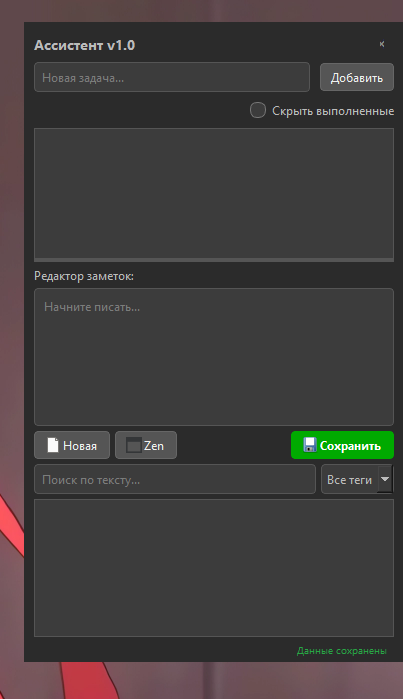 Ассистент v1.0
Новая задача...
Добавить
Скрыть выполненные
Редактор заметок:
Начните писать...
Новая
Zen
Сохранить
Поиск по тексту...
Все теги
Данные сохранены